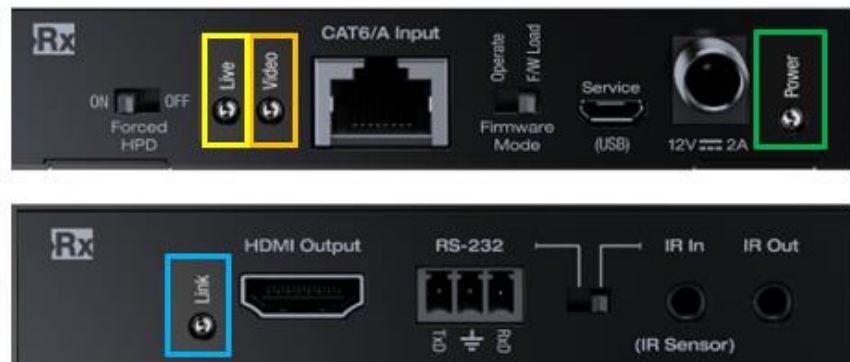 Rx
Live
Video
CAT6/A Input
Operate
F/W Load
Service
Power
ON
OFF
Forced
HPD
Firmware
Mode
(USB)
12V⎓2A
Rx
Link
HDMI Output
RS-232
IR In
IR Out
TxD
RxD
(IR Sensor)